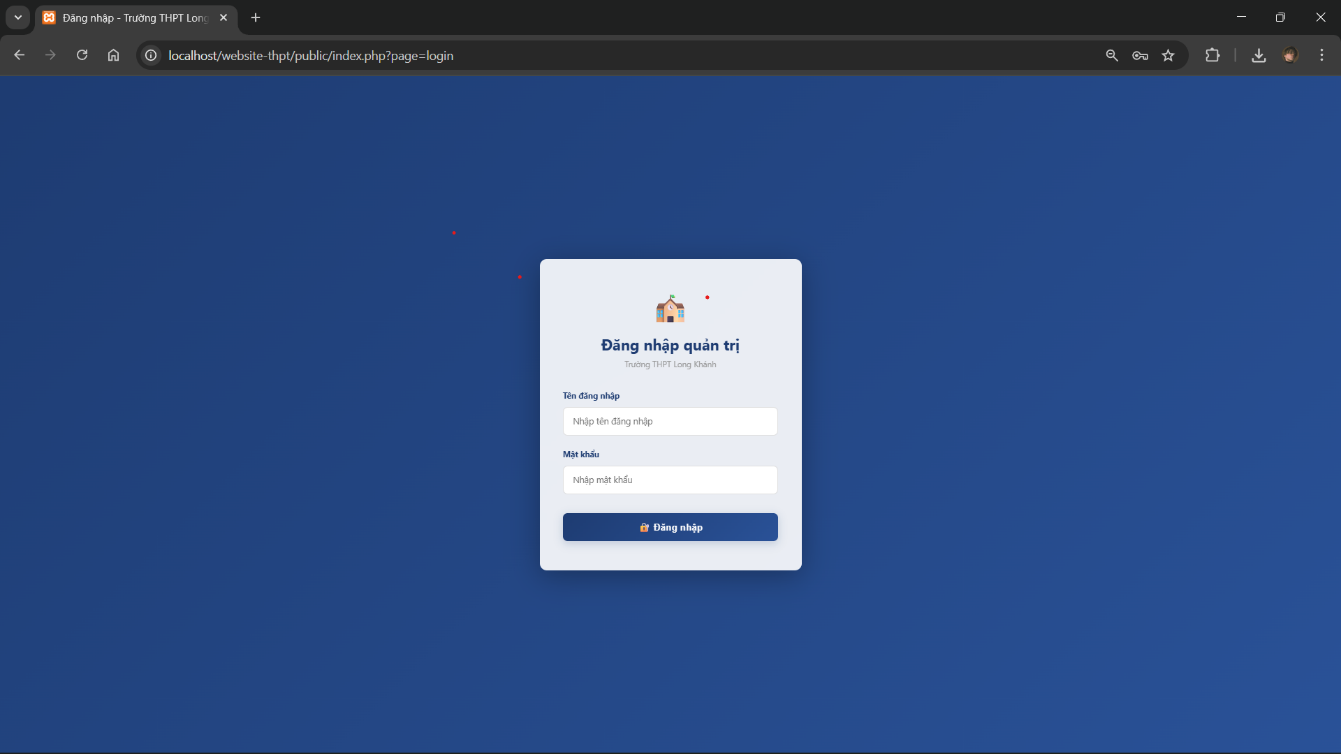 Đăng nhập - Trường THPT Long
localhost/website-thpt/public/index.php?page=login
Đăng nhập quản trị
Trường THPT Long Khánh
Tên đăng nhập
Nhập tên đăng nhập
Mật khẩu
Nhập mật khẩu
Đăng nhập